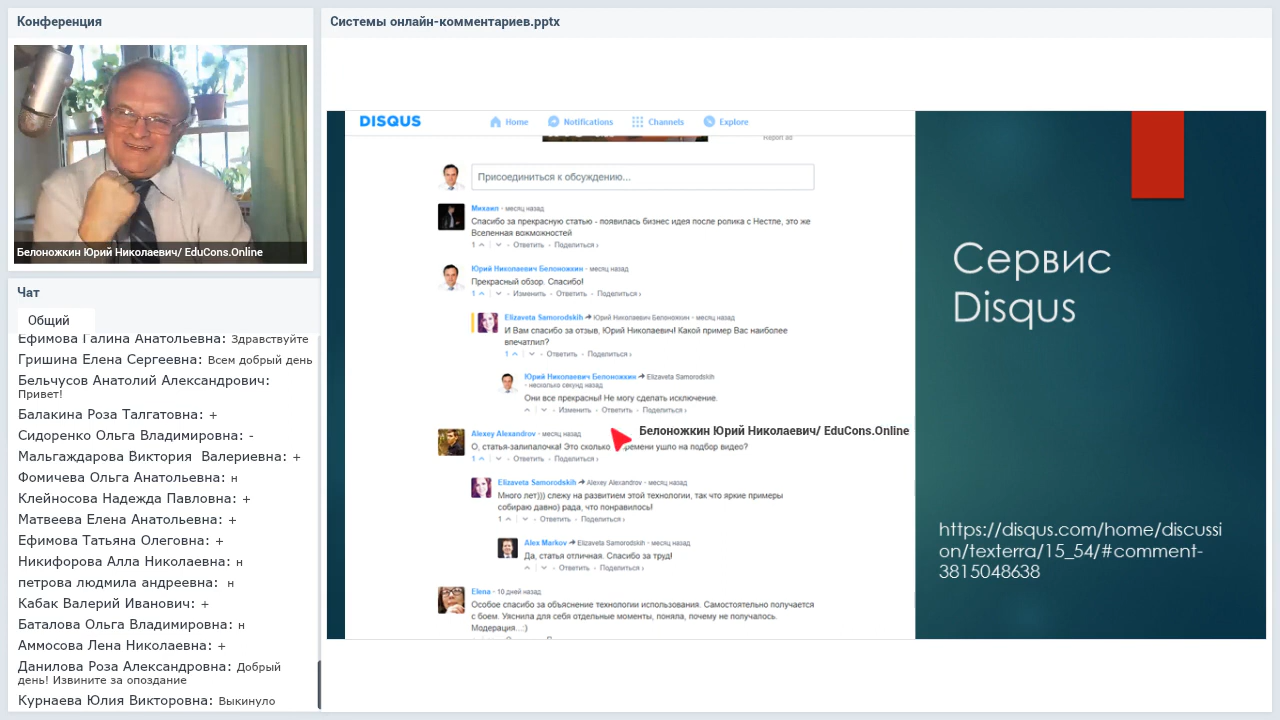 Конференция
Белоножкин Юрий Николаевич/ EduCons.Online
Чат
Общий
Галина Анатольевна: Здравствуйте
Гришина Елена Сергеевна: Всем добрый день
Бельчусов Анатолий Александрович:
Привет!
Балакина Роза Талгатовна: +
Сидоренко Ольга Владимировна: -
Мальгаждарова Виктория Валериевна: +
Фомичева Ольга Анатольевна: н
Клейносова Надежда Павловна: +
Матвеева Елена Анатольевна: +
Ефимова Татьяна Олеговна: +
Никифорова Алла Николаевна: н
петрова людмила андреевна: н
Кабак Валерий Иванович: +
Волкова Ольга Владимировна: н
Аммосова Лена Николаевна: +
Данилова Роза Александровна: Добрый
день! Извините за опоздание
Курнаева Юлия Викторовна: Выкинуло
Системы онлайн-комментариев.pptx
DISQUS Home Notifications Channels Explore
Report ad
Присоединиться к обсуждению...
Михаил · месяц назад
Спасибо за прекрасную статью - появилась бизнес идея после ролика с Нестле, это же
Вселенная возможностей
1 · Ответить · Поделиться ›
Юрий Николаевич Белоножкин · месяц назад
Прекрасный обзор. Спасибо!
1 · Изменить · Ответить · Поделиться ›
Elizaveta Samorodskih Юрий Николаевич Белоножкин · месяц назад
И Вам спасибо за отзыв, Юрий Николаевич! Какой пример Вас наиболее
впечатлил?
1 · Ответить · Поделиться ›
Юрий Николаевич Белоножкин Elizaveta Samorodskih
· несколько секунд назад
Они все прекрасны! Не могу сделать исключение.
· Изменить · Ответить · Поделиться ›
Белоножкин Юрий Николаевич/ EduCons.Online
Alexey Alexandrov · месяц назад
О, статья-залипалочка! Это сколько ушло на подбор видео?
1 · Ответить · Поделиться ›
Elizaveta Samorodskih Alexey Alexandrov · месяц назад
Много лет))) слежу на развитием этой технологии, так что яркие примеры
собираю давно) рада, что понравилось!
1 · Ответить · Поделиться ›
Alex Markov Elizaveta Samorodskih · месяц назад
Да, статья отличная. Спасибо за труд!
· Ответить · Поделиться ›
Elena · 10 дней назад
Особое спасибо за объяснение технологии использования. Самостоятельно получается
с боем. Уяснила для себя отдельные моменты, поняла, почему не получалось.
Модерация...:)
Сервис
Disqus
https://disqus.com/home/discussi
on/texterra/15_54/#comment-
3815048638